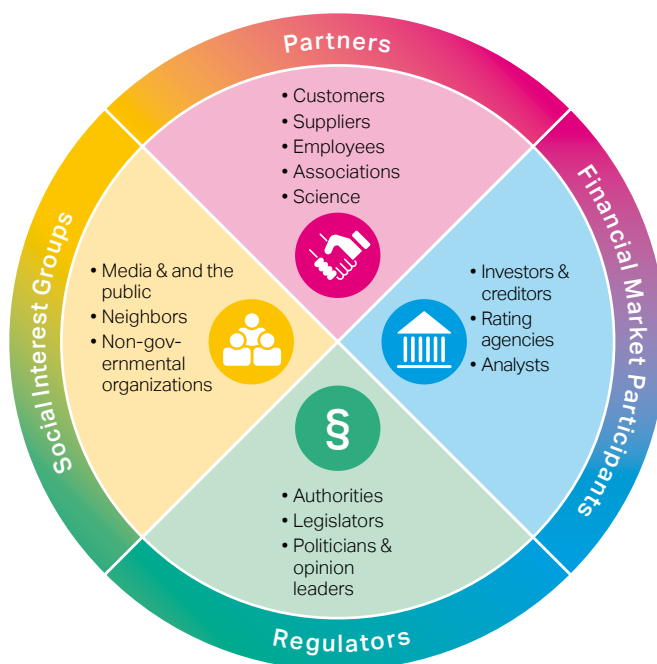 Partners
• Customers
• Suppliers
• Employees
• Associations
• Science
Financial Market Participants
• Investors &
creditors
• Rating
agencies
• Analysts
Regulators
§
• Authorities
• Legislators
• Politicians &
opinion
leaders
Social Interest Groups
• Media & and the
public
• Neighbors
• Non-gov-
ernmental
organizations